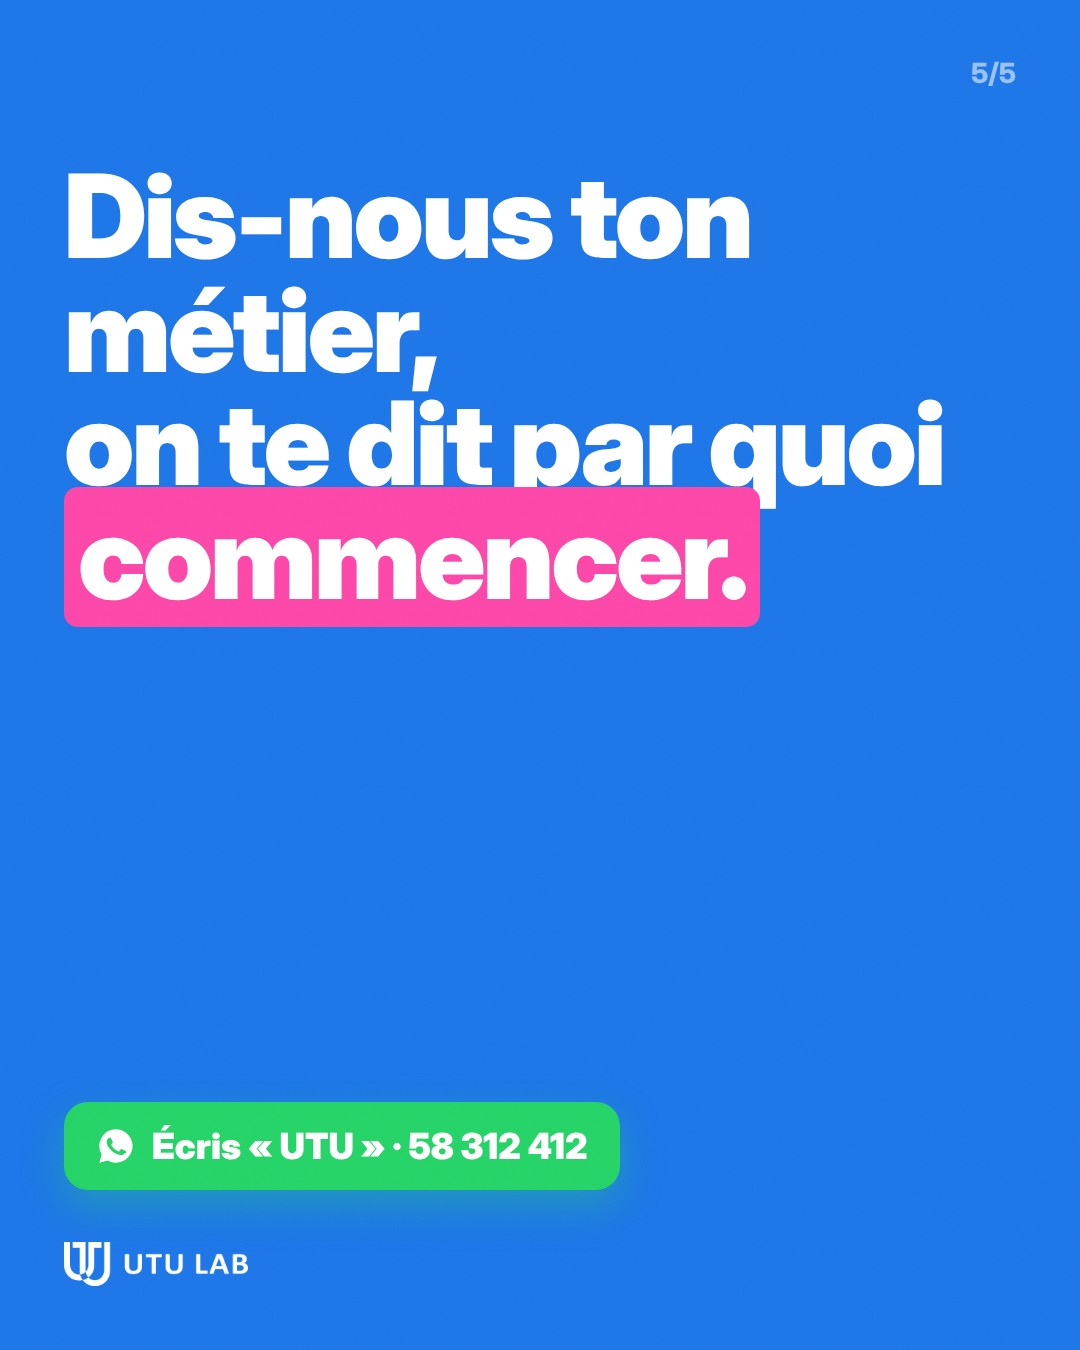 5/5
Dis-nous ton
métier,
on te dit par quoi
commencer.
Écris « UTU » · 58 312 412
UTU LAB